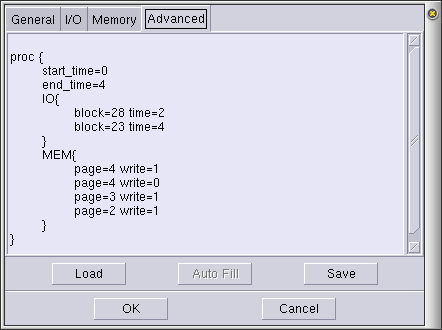 General I/O Memory Advanced
proc {
start_time=0
end_time=4
IO{
block=28 time=2
block=23 time=4
}
MEM{
page=4 write=1
page=4 write=0
page=3 write=1
page=2 write=1
}
}
Load Auto Fill Save
OK Cancel